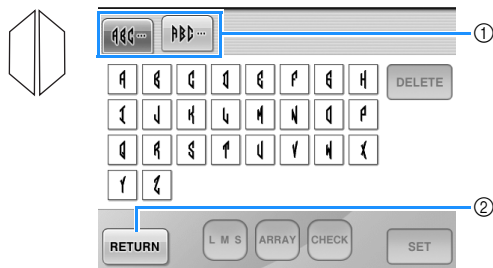 ABC... ABC... ①
A B C D E F G H DELETE
I J K L M N O P
Q R S T U V W X
Y Z
②
RETURN L M S ARRAY CHECK SET